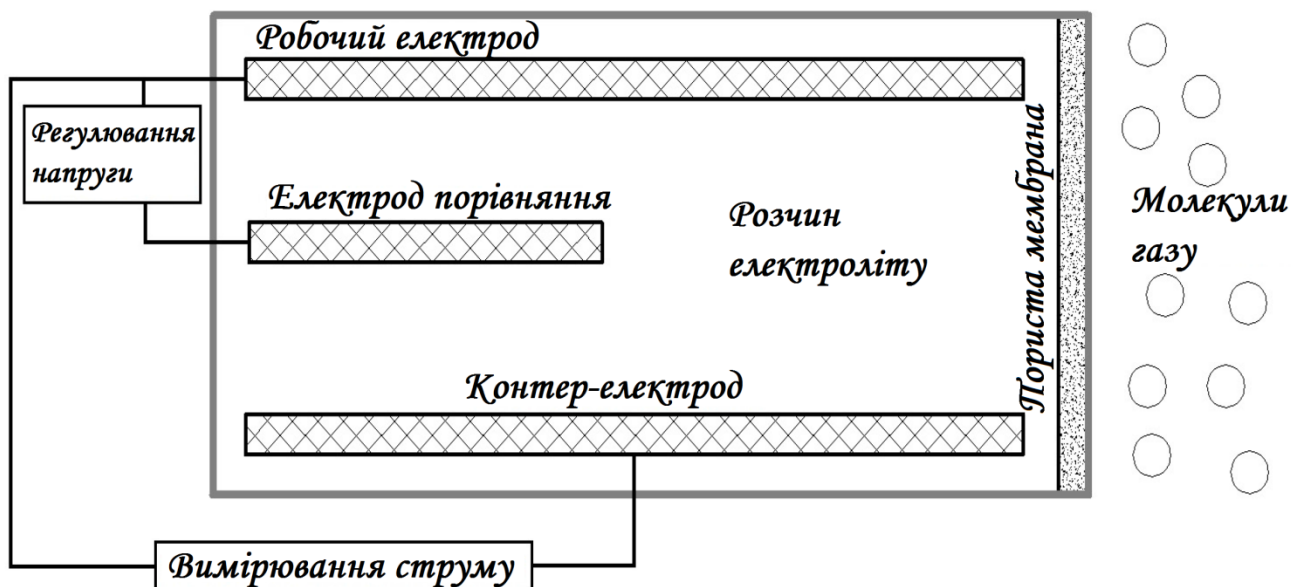 Робочий електрод
Регулювання
напруги
Електрод порівняння
Розчин
електроліту
Пориста мембрана
Молекули
газу
Контер-електрод
Вимірювання струму